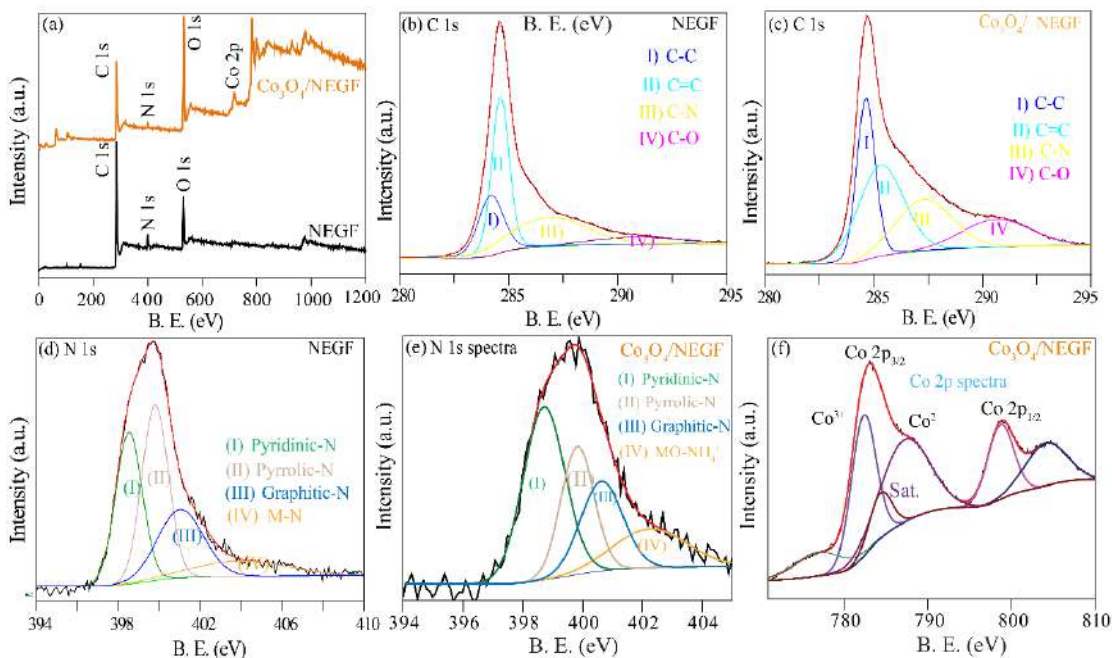 (a)
C 1s
N 1s
O 1s
Co 2p
Co₃O₄/NEGF
C 1s
N 1s
O 1s
NEGF
Intensity (a.u.)
0 200 400 600 800 1000 1200
B. E. (eV)
(b) C 1s
B. E. (eV)
NEGF
I) C-C
II) C=C
III) C-N
IV) C-O
II
I)
III)
IV)
Intensity (a.u.)
280 285 290 295
B. E. (eV)
(c) C 1s
Co₃O₄/ NEGF
I) C-C
II) C=C
III) C-N
IV) C-O
I
II
III
IV
Intensity (a.u.)
280 285 290 295
B. E. (eV)
(d) N 1s
NEGF
(I) Pyridinic-N
(II) Pyrrolic-N
(III) Graphitic-N
(IV) M-N
(I)
(II)
(III)
Intensity (a.u.)
394 398 402 406 410
B. E. (eV)
(e) N 1s spectra
Co₃O₄/NEGF
(I) Pyridinic-N
(II) Pyrrolic-N
(III) Graphitic-N
(I)
(II)
(III)
(IV)
Intensity (a.u.)
394 396 398 400 402 404
B. E. (eV)
(f)
Co 2p₃/₂
Co₃O₄/NEGF
Co 2p spectra
Co³⁺
Co²
Co 2p₁/₂
Sat.
Intensity (a.u.)
780 790 800 810
B. E. (eV)